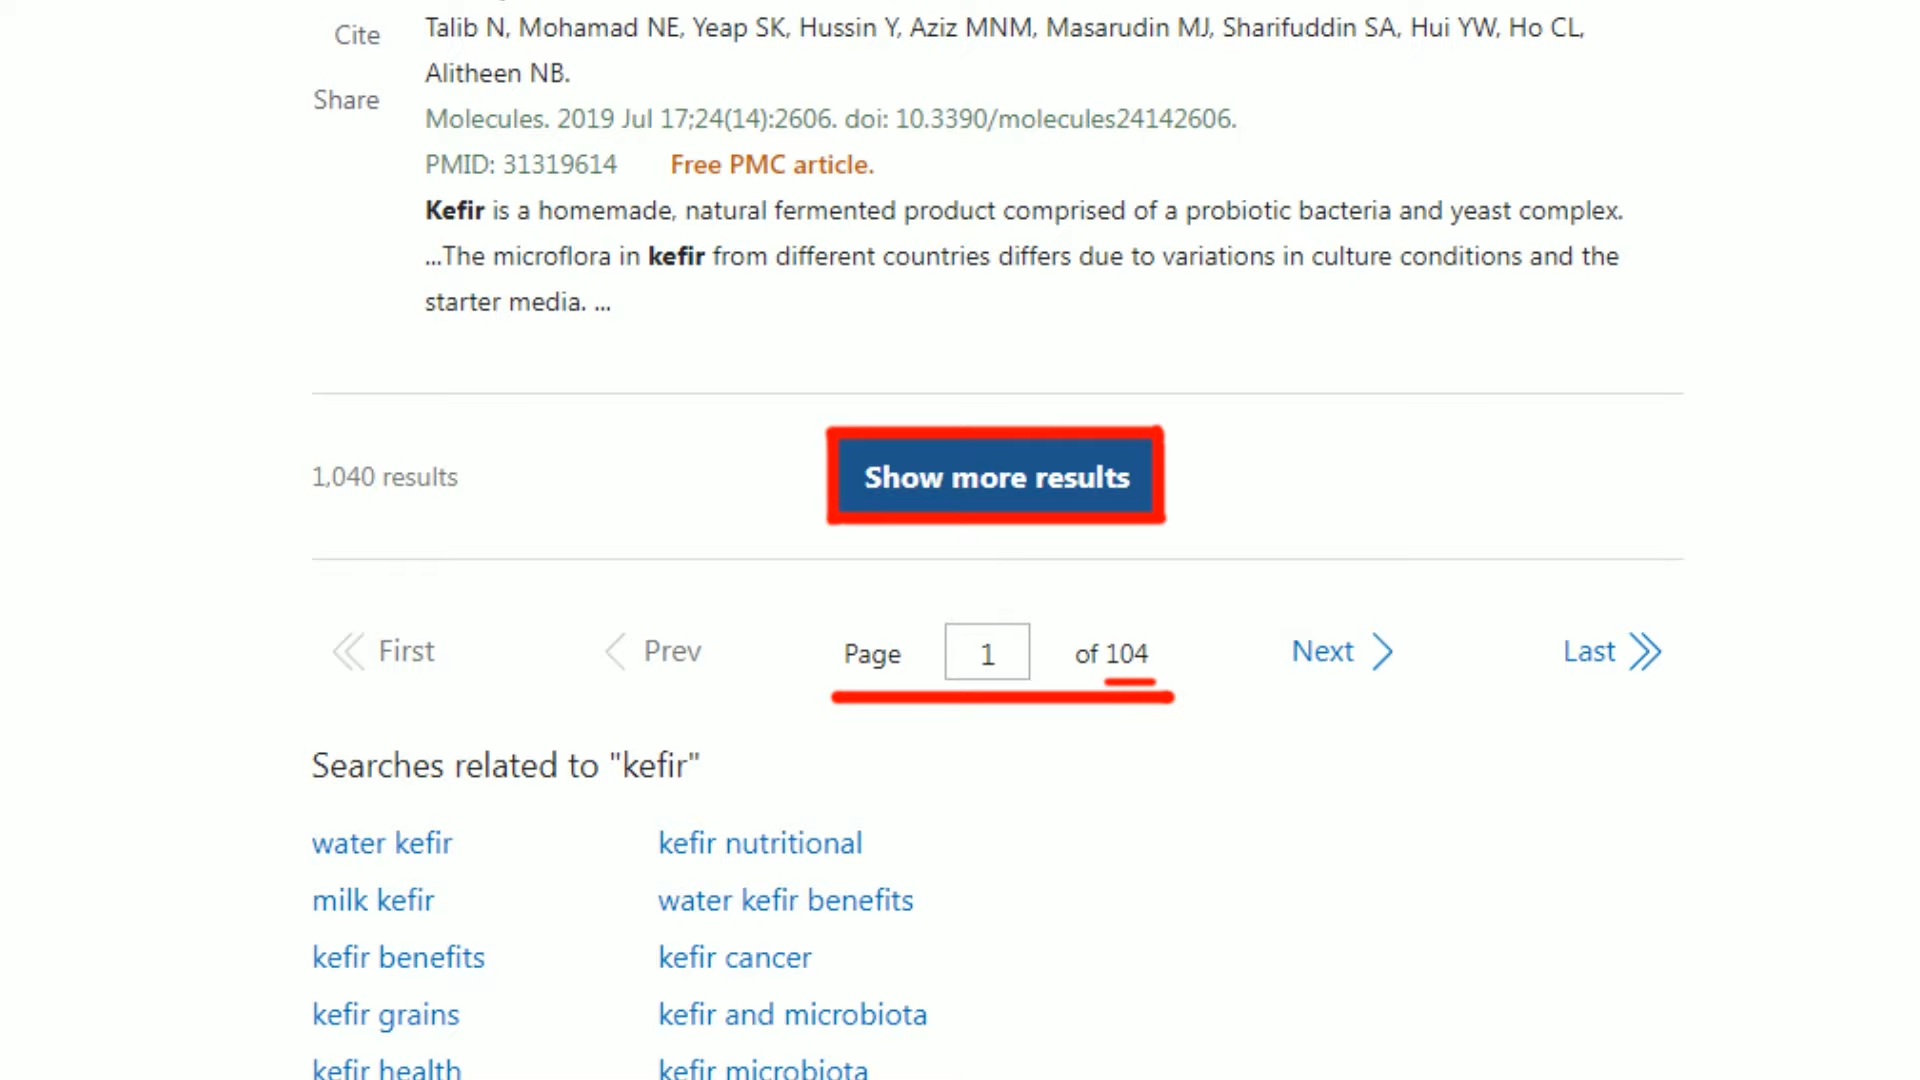 Cite
Talib N, Mohamad NE, Yeap SK, Hussin Y, Aziz MNM, Masarudin MJ, Sharifuddin SA, Hui YW, Ho CL,
Alitheen NB.
Share
Molecules. 2019 Jul 17;24(14):2606. doi: 10.3390/molecules24142606.
PMID: 31319614 Free PMC article.
Kefir is a homemade, natural fermented product comprised of a probiotic bacteria and yeast complex.
...The microflora in kefir from different countries differs due to variations in culture conditions and the
starter media. ...
1,040 results
Show more results
First Prev Page 1 of 104 Next Last
Searches related to "kefir"
water kefir kefir nutritional
milk kefir water kefir benefits
kefir benefits kefir cancer
kefir grains kefir and microbiota
kefir health kefir microbiota